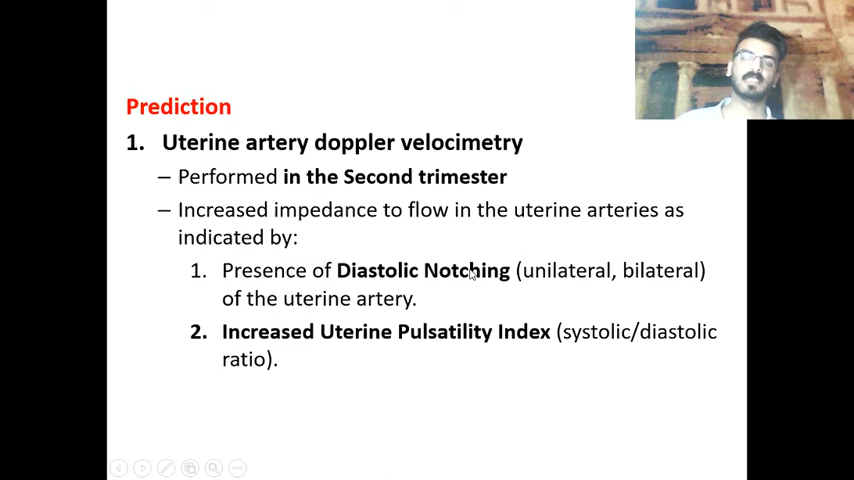 Prediction
1. Uterine artery doppler velocimetry
– Performed in the Second trimester
– Increased impedance to flow in the uterine arteries as
indicated by:
1. Presence of Diastolic Notching (unilateral, bilateral)
of the uterine artery.
2. Increased Uterine Pulsatility Index (systolic/diastolic
ratio).